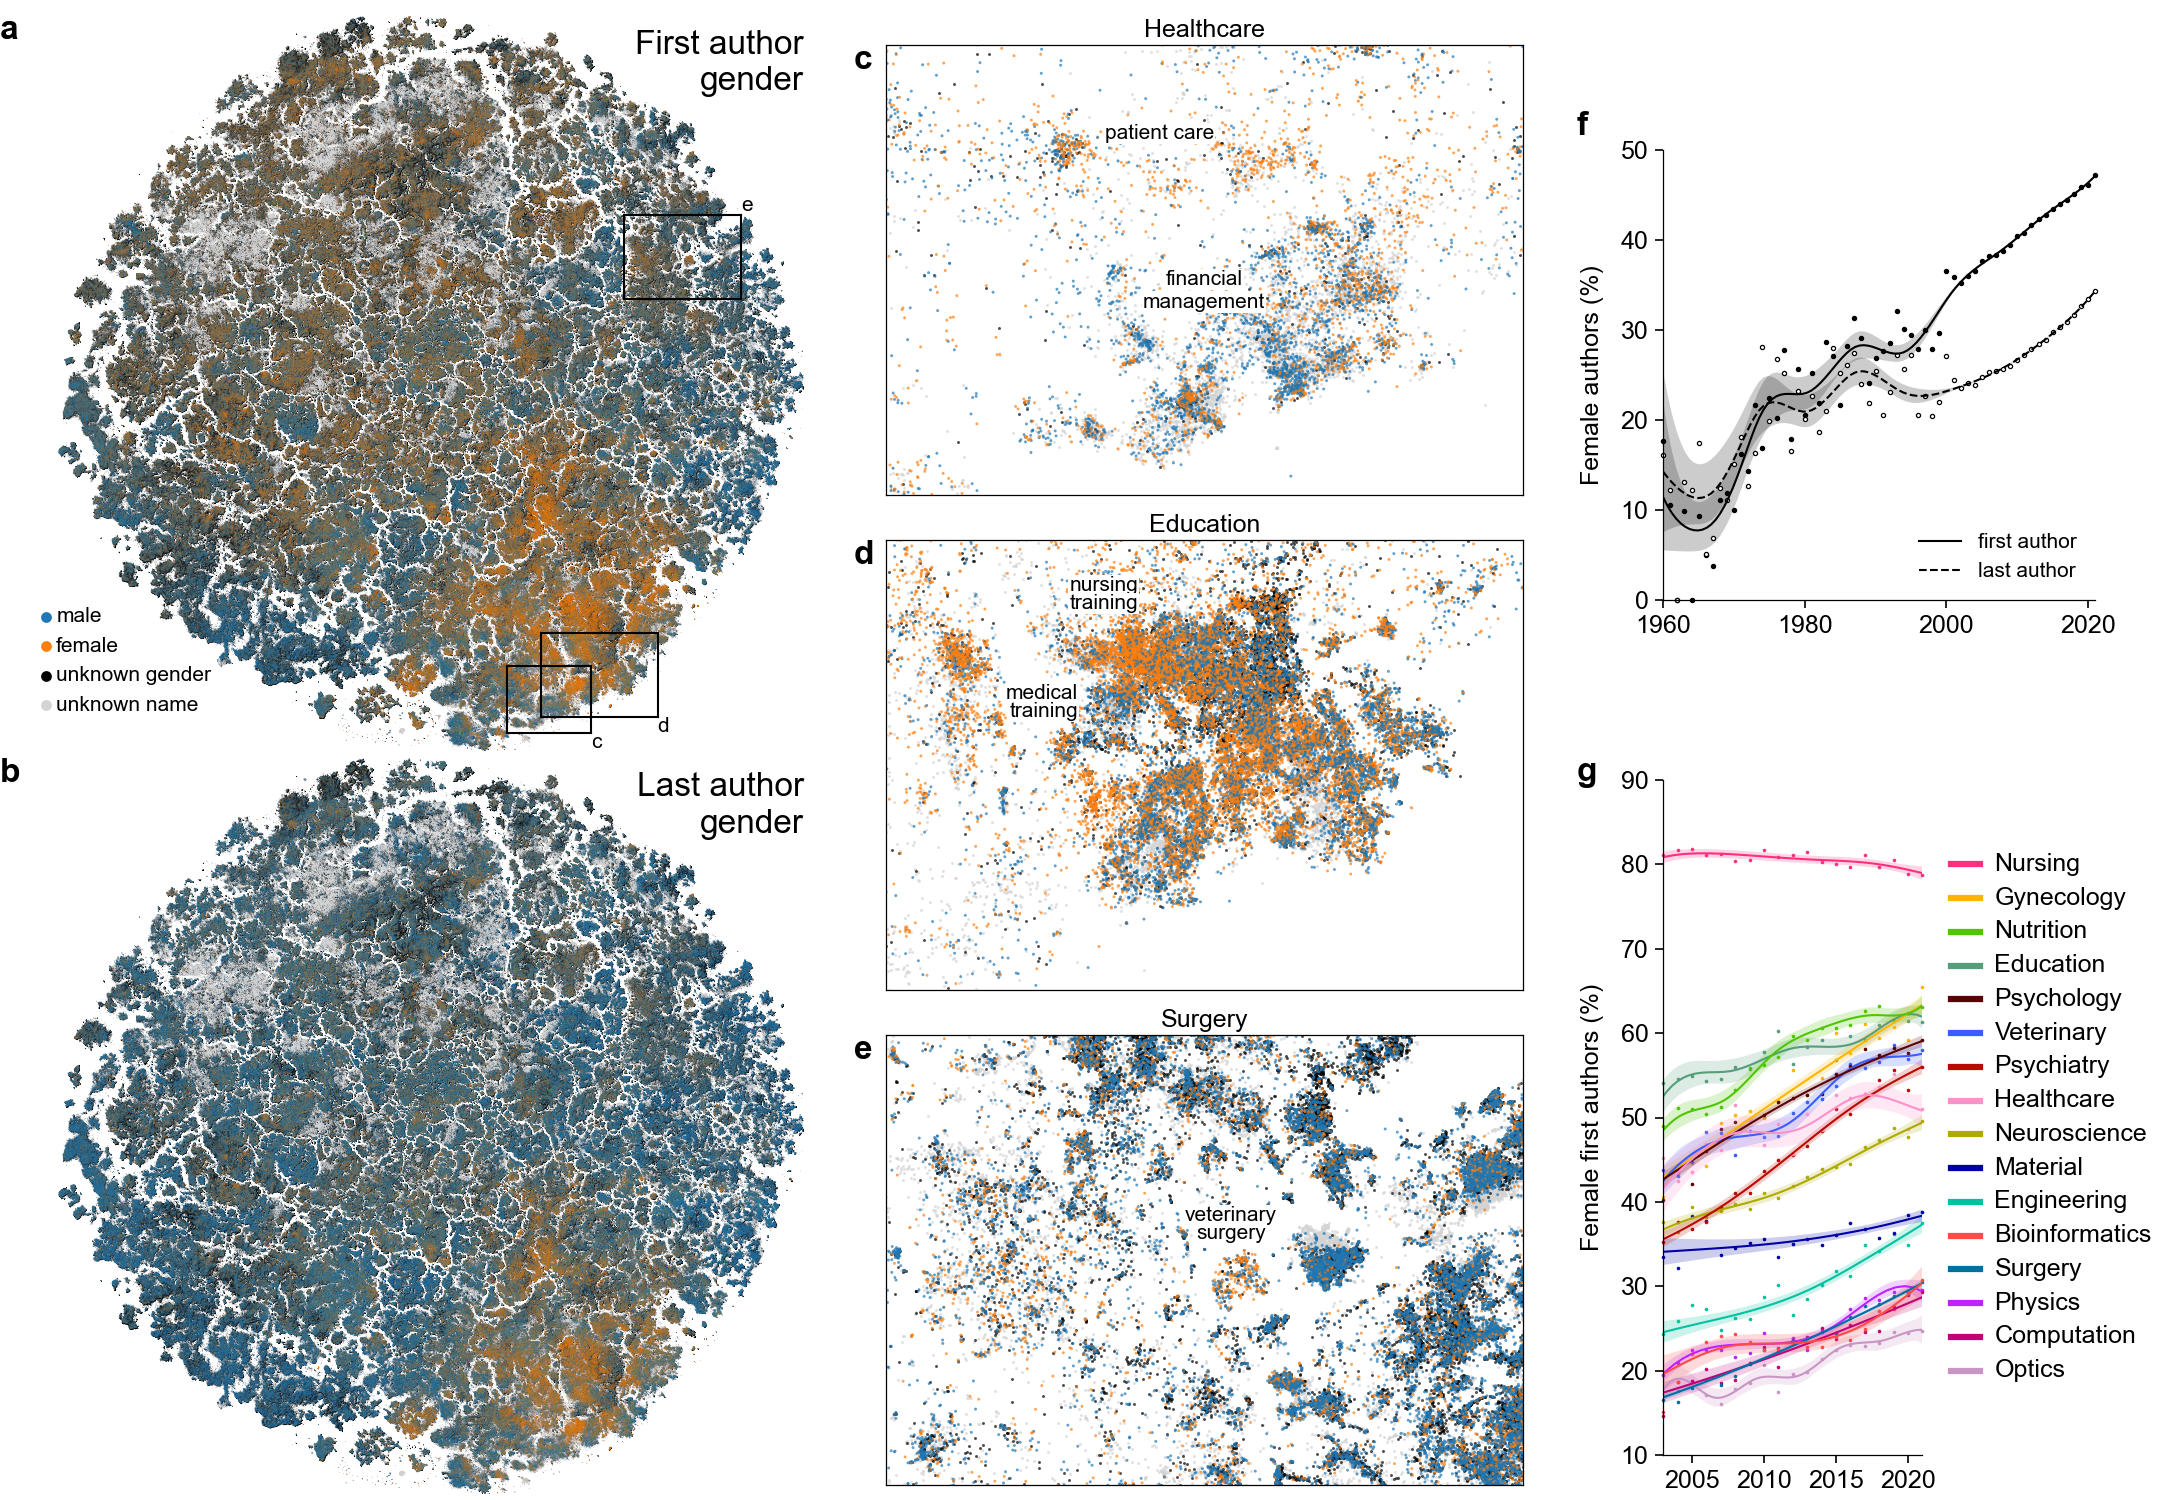 a
First author
gender
e
male
female
unknown gender
unknown name
d
c
b
Last author
gender
c
Healthcare
patient care
financial
management
d
Education
nursing
training
medical
training
e
Surgery
veterinary
surgery
f
50
40
30
20
10
0
Female authors (%)
first author
last author
1960
1980
2000
2020
g
90
80
70
60
50
40
30
20
10
Female first authors (%)
2005
2010
2015
2020
Nursing
Gynecology
Nutrition
Education
Psychology
Veterinary
Psychiatry
Healthcare
Neuroscience
Material
Engineering
Bioinformatics
Surgery
Physics
Computation
Optics